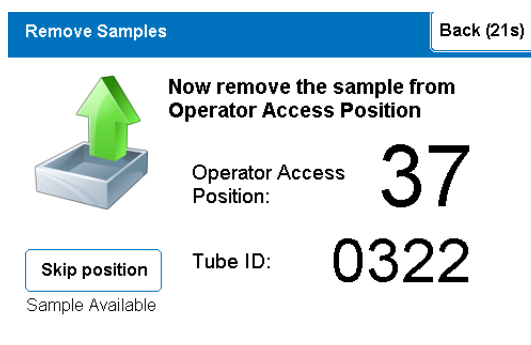 Remove Samples
Back (21s)
Now remove the sample from
Operator Access Position
Operator Access
Position:
37
Tube ID:
0322
Skip position
Sample Available